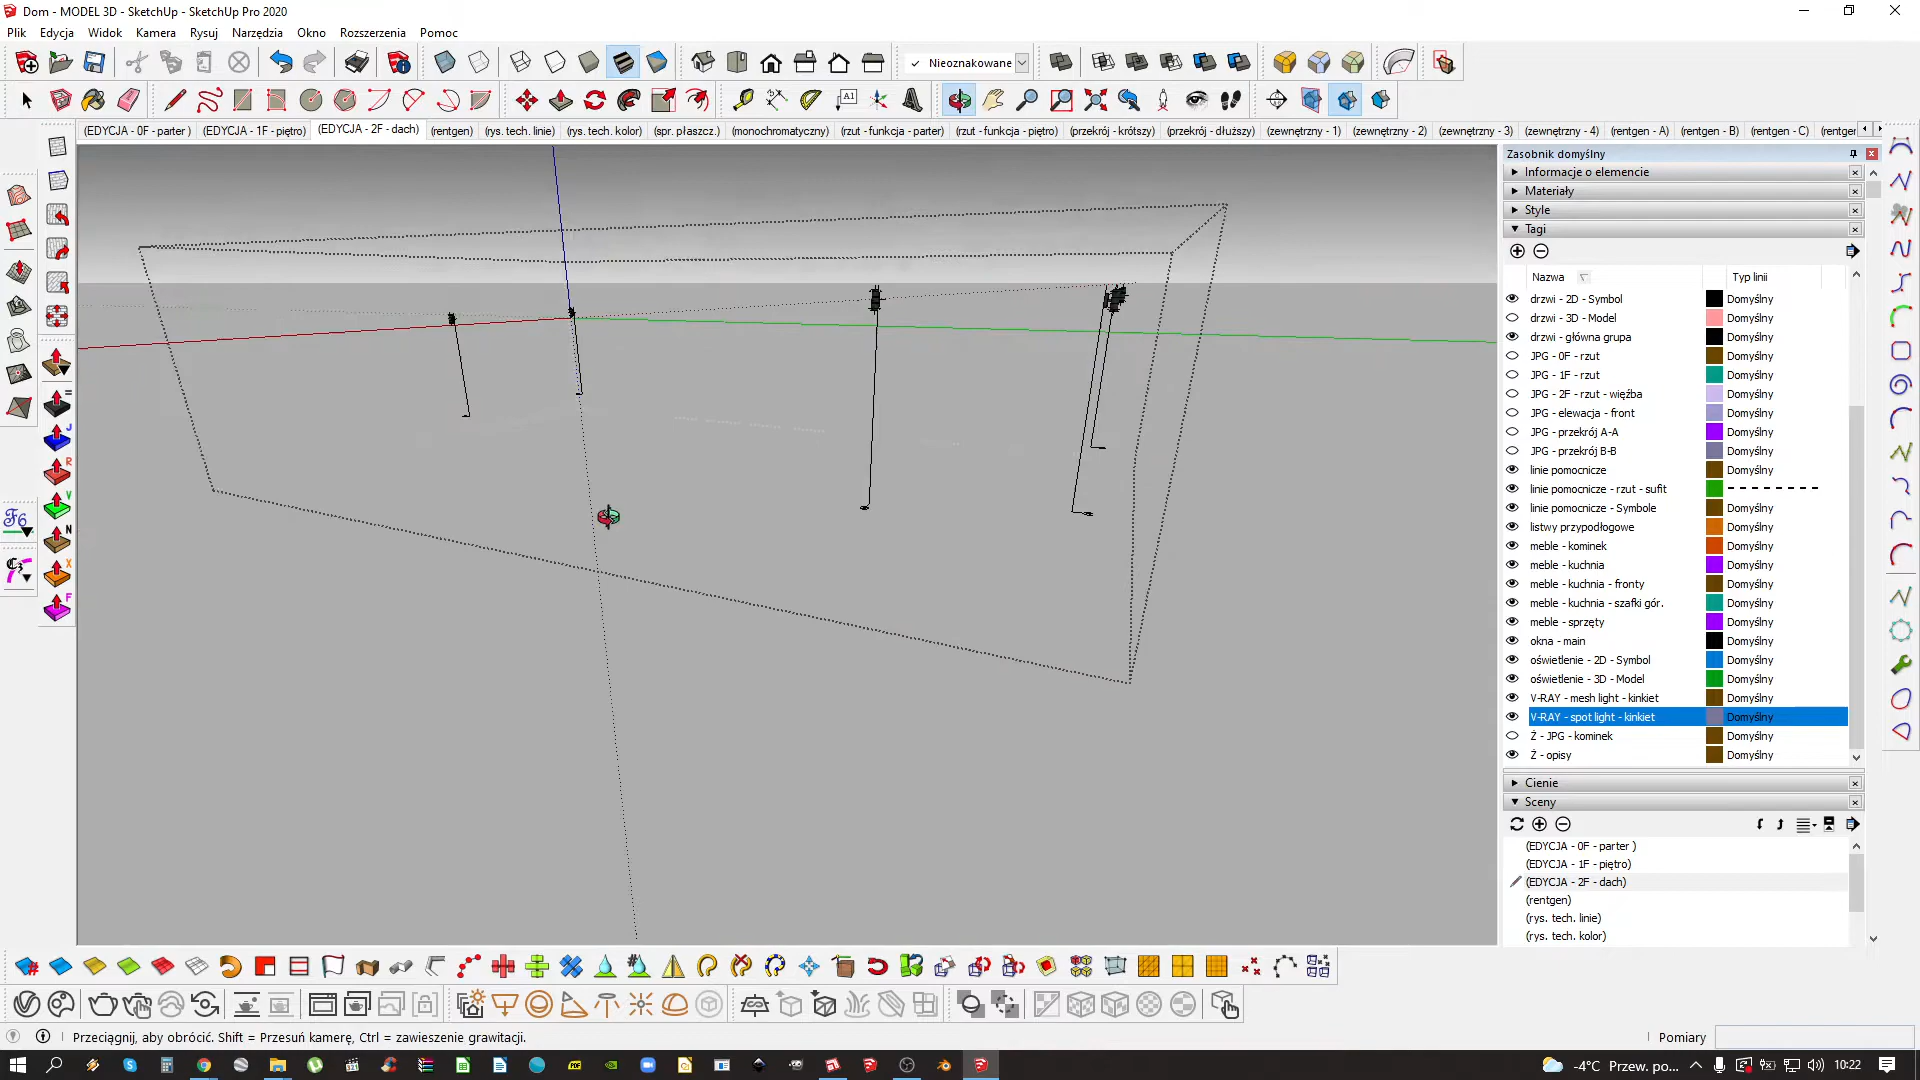 Dom - MODEL 3D - SketchUp - SketchUp Pro 2020
Plik Edycja Widok Kamera Rysuj Narzędzia Okno Rozszerzenia Pomoc
Nieoznakowane
A1
(EDYCJA - 0F - parter ) (EDYCJA - 1F - piętro) (EDYCJA - 2F - dach) (rentgen) (rys. tech. linie) (rys. tech. kolor) (spr. płaszcz.) (monochromatyczny) (rzut - funkcja - parter) (rzut - funkcja - piętro) (przekrój - krótszy) (przekrój - dłuższy) (zewnętrzny - 1) (zewnętrzny - 2) (zewnętrzny - 3) (zewnętrzny - 4) (rentgen - A) (rentgen - B) (rentgen - C) (rentger
Zasobnik domyślny
Informacje o elemencie
Materiały
Style
Tagi
Nazwa Typ linii
drzwi - 2D - Symbol Domyślny
drzwi - 3D - Model Domyślny
drzwi - główna grupa Domyślny
JPG - 0F - rzut Domyślny
JPG - 1F - rzut Domyślny
JPG - 2F - rzut - więźba Domyślny
JPG - elewacja - front Domyślny
JPG - przekrój A-A Domyślny
JPG - przekrój B-B Domyślny
linie pomocnicze Domyślny
linie pomocnicze - rzut - sufit
linie pomocnicze - Symbole Domyślny
listwy przypodłogowe Domyślny
meble - kominek Domyślny
meble - kuchnia Domyślny
meble - kuchnia - fronty Domyślny
meble - kuchnia - szafki gór. Domyślny
meble - sprzęty Domyślny
okna - main Domyślny
oświetlenie - 2D - Symbol Domyślny
oświetlenie - 3D - Model Domyślny
V-RAY - mesh light - kinkiet Domyślny
V-RAY - spot light - kinkiet Domyślny
Ż - JPG - kominek Domyślny
Ż - opisy Domyślny
Cienie
Sceny
(EDYCJA - 0F - parter )
(EDYCJA - 1F - piętro)
(EDYCJA - 2F - dach)
(rentgen)
(rys. tech. linie)
(rys. tech. kolor)
J
R
V
N
X
F
Przeciągnij, aby obrócić. Shift = Przesuń kamerę, Ctrl = zawieszenie grawitacji.
Pomiary
-4°C Przew. po... 10:22